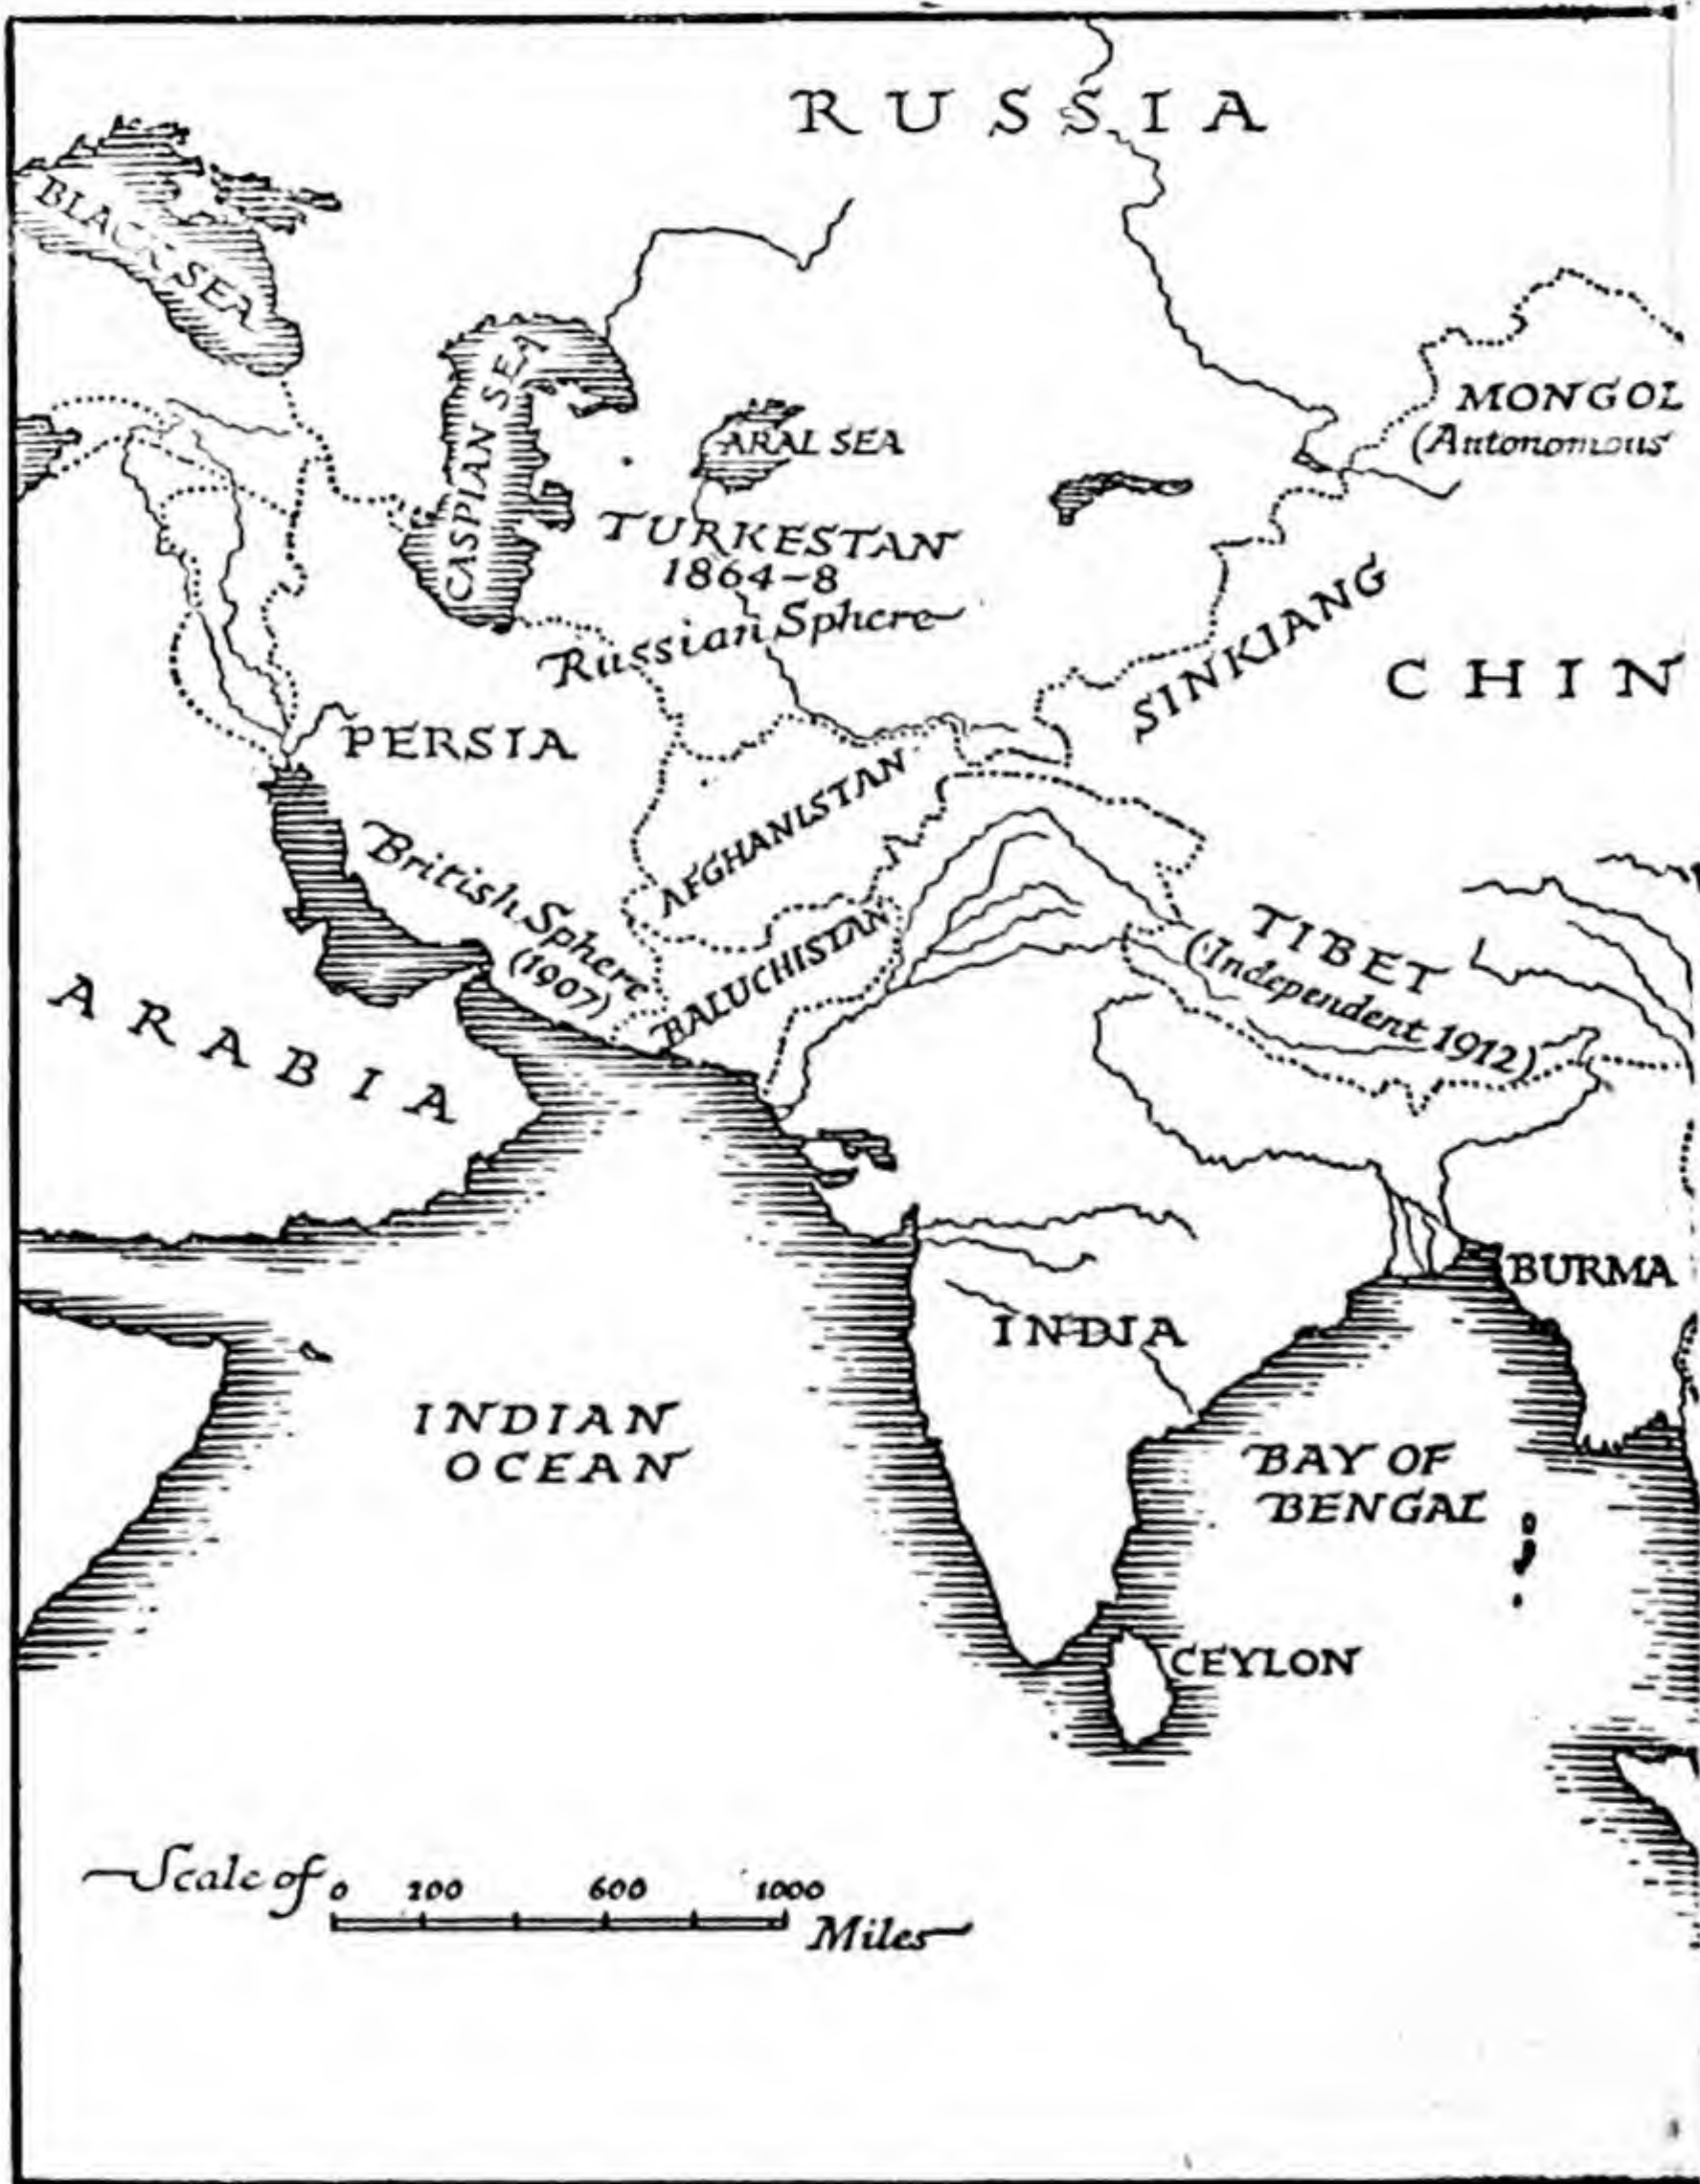 RUSSIA
BLACK SEA
CASPIAN SEA
ARAL SEA
MONGOL
(Autonomous
TURKESTAN
1864-8
Russian Sphere
SINKIANG
CHIN
PERSIA
AFGHANISTAN
British Sphere
(1907)
BALUCHISTAN
TIBET
(Independent 1912)
ARABIA
BURMA
INDIA
INDIAN
OCEAN
BAY OF
BENGAL
CEYLON
Scale of 0 200 600 1000
Miles